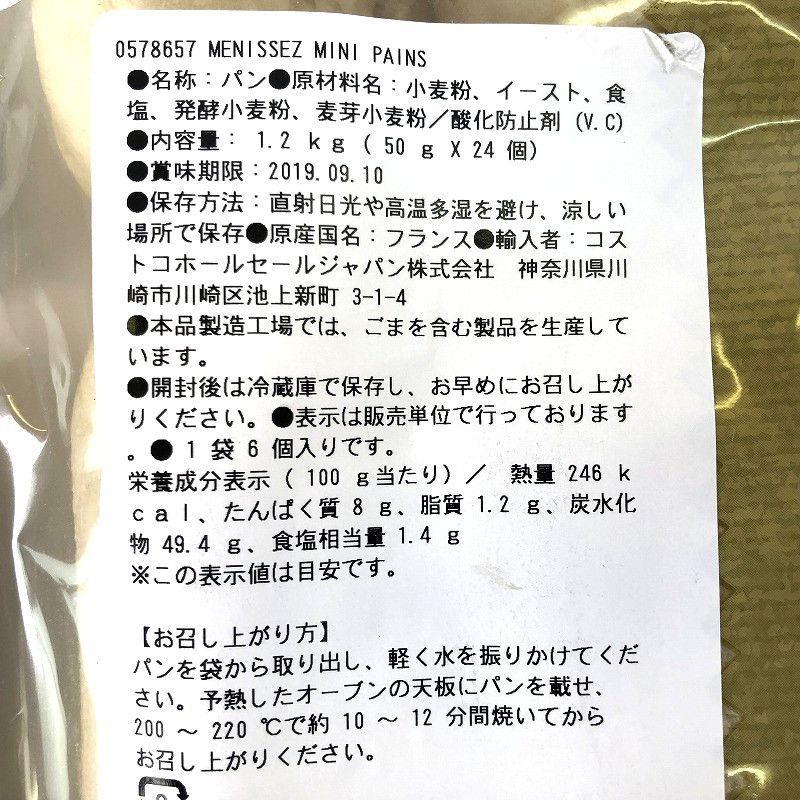 0578657 MENISSEZ MINI PAINS
●名称：パン●原材料名：小麦粉、イースト、食
塩、発酵小麦粉、麦芽小麦粉／酸化防止剤 (V.C)
●内容量： 1.2 kg ( 50 g X 24 個)
●賞味期限：2019.09.10
●保存方法：直射日光や高温多湿を避け、涼しい
場所で保存●原産国名：フランス●輸入者：コス
トコホールセールジャパン株式会社　神奈川県川
崎市川崎区池上新町 3-1-4
●本品製造工場では、ごまを含む製品を生産して
います。
●開封後は冷蔵庫で保存し、お早めにお召し上が
りください。●表示は販売単位で行っております
。● 1 袋 6 個入りです。
栄養成分表示 ( 100 g当たり) ／　熱量 246 k
cal、たんぱく質 8 g、脂質 1.2 g、炭水化
物 49.4 g、食塩相当量 1.4 g
※この表示値は目安です。
【お召し上がり方】
パンを袋から取り出し、軽く水を振りかけてくだ
さい。予熱したオーブンの天板にパンを載せ、
200 ～ 220 ℃で約 10 ～ 12 分間焼いてから
お召し上がりください。